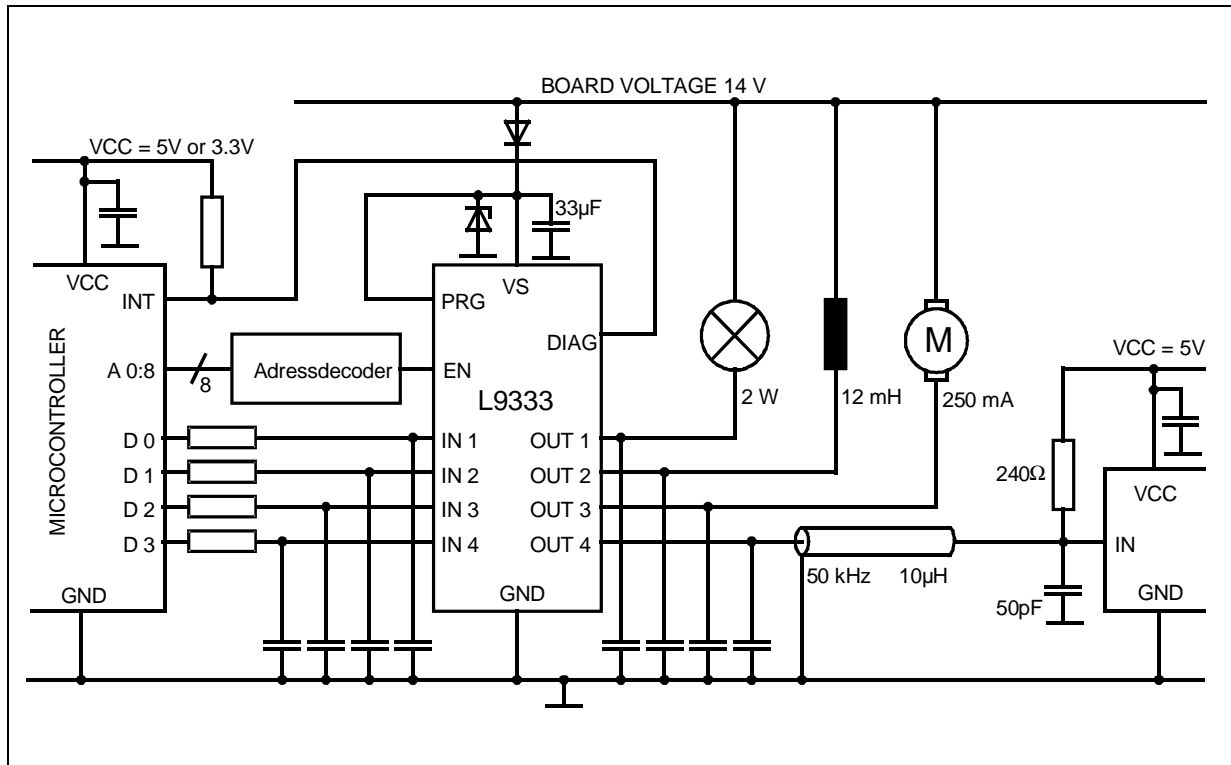 BOARD VOLTAGE 14 V
VCC = 5V or 3.3V
33µF
VCC
VS
INT
PRG
DIAG
M
VCC = 5V
MICROCONTROLLER
A 0:8
8
Adressdecoder
EN
L9333
2 W
12 mH
250 mA
D 0
IN 1
OUT 1
D 1
IN 2
OUT 2
240Ω
VCC
D 2
IN 3
OUT 3
D 3
IN 4
OUT 4
IN
50 kHz
10µH
GND
GND
50pF
GND